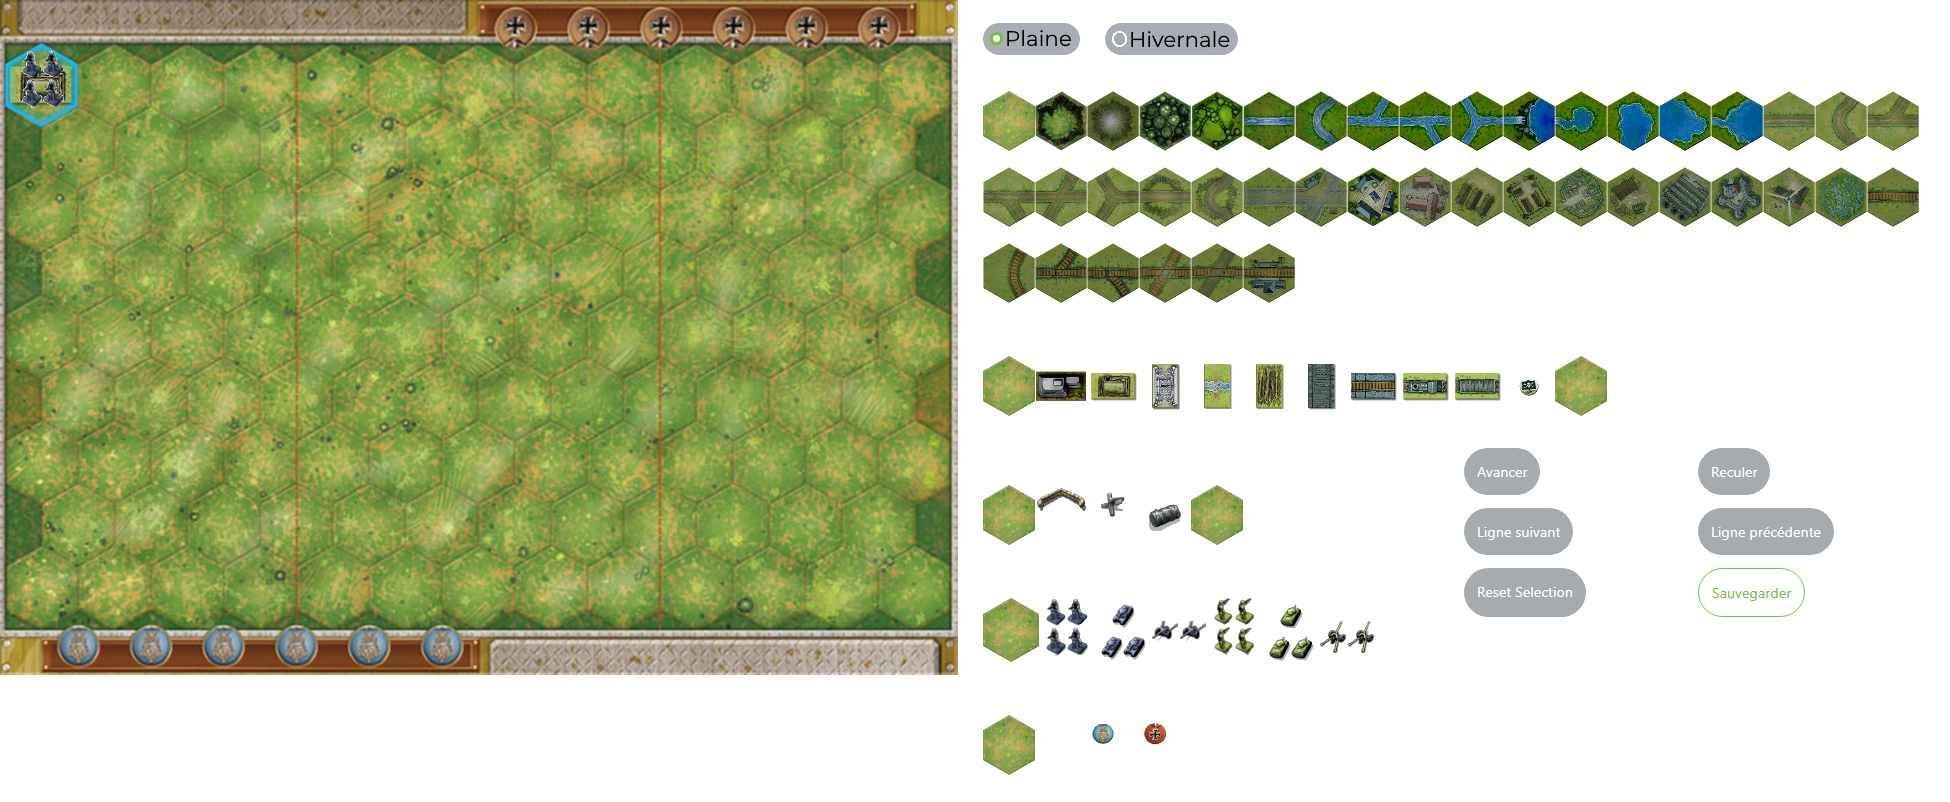 Plaine Hivernale
Avancer Reculer
Ligne suivant Ligne précédente
Reset Selection Sauvegarder